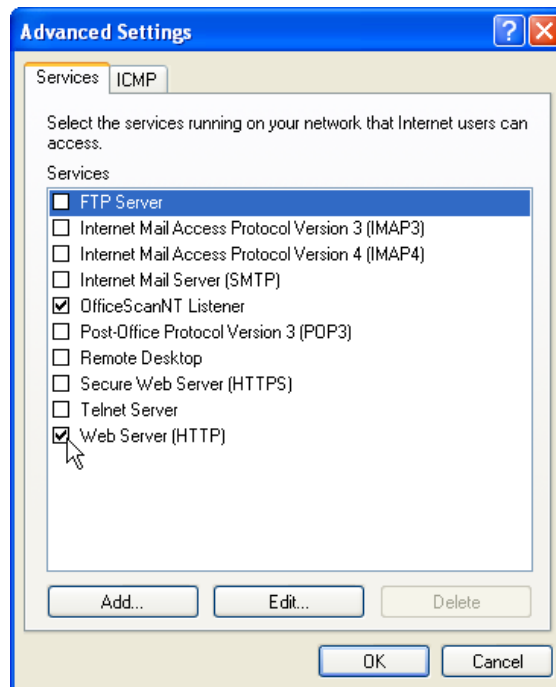 Advanced Settings
Services
ICMP
Select the services running on your network that Internet users can
access.
Services
FTP Server
Internet Mail Access Protocol Version 3 (IMAP3)
Internet Mail Access Protocol Version 4 (IMAP4)
Internet Mail Server (SMTP)
OfficeScanNT Listener
Post-Office Protocol Version 3 (POP3)
Remote Desktop
Secure Web Server (HTTPS)
Telnet Server
Web Server (HTTP)
Add...
Edit...
Delete
OK
Cancel